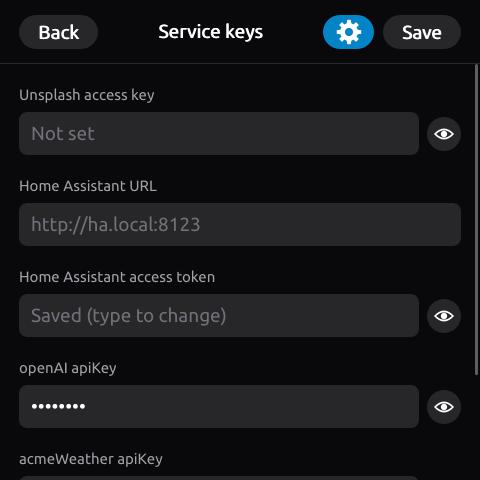 Back
Service keys
Save
Unsplash access key
Not set
Home Assistant URL
http://ha.local:8123
Home Assistant access token
Saved (type to change)
openAI apiKey
••••••••
acmeWeather apiKey